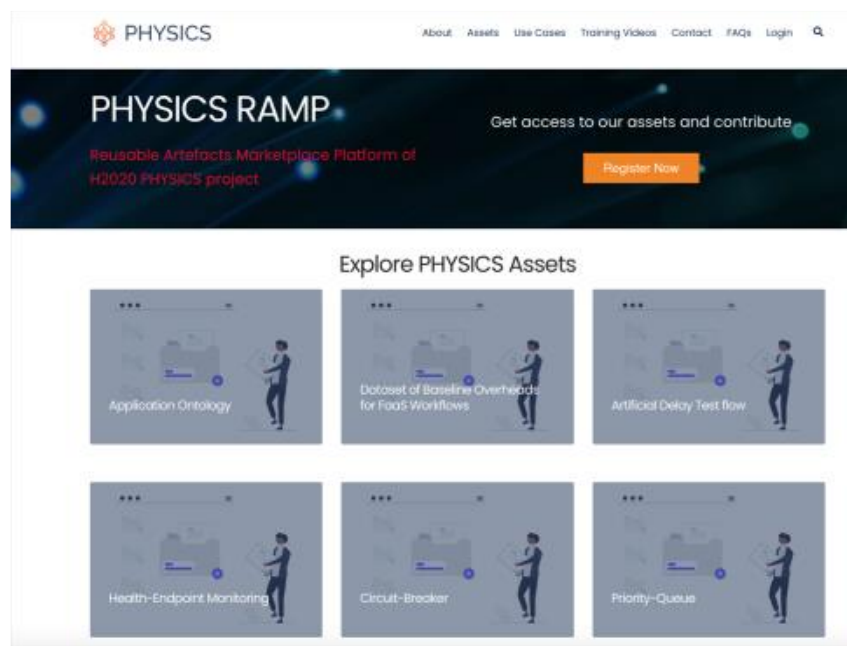 PHYSICS
About Assets Use Cases Training Videos Contact FAQs Login
PHYSICS RAMP
Reusable Artefacts Marketplace Platform of
H2020 PHYSICS project
Get access to our assets and contribute
Register Now
Explore PHYSICS Assets
Application Ontology
Dataset of Baseline Overheads
for FaaS Workflows
Artificial Delay Test flow
Health-Endpoint Monitoring
Circuit-Breaker
Priority-Queue